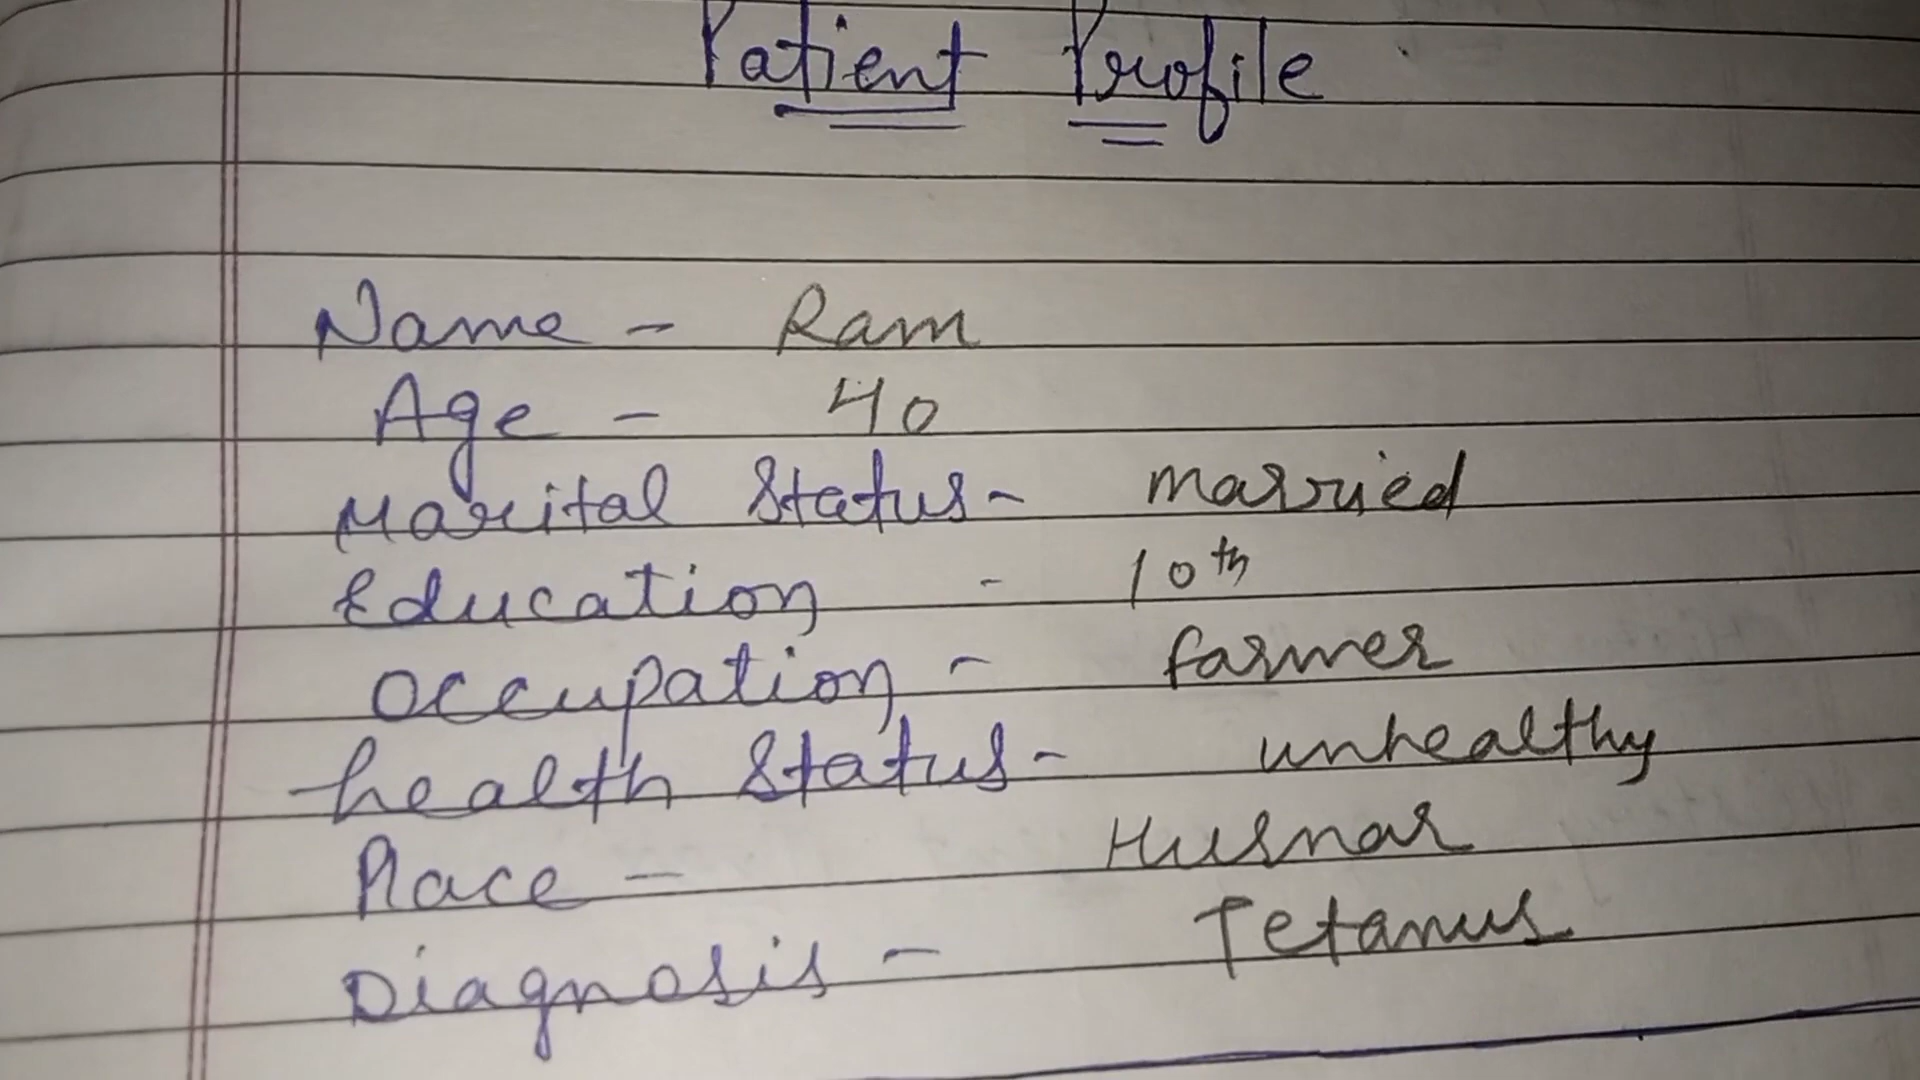 Patient Profile
Name - Ram
Age - 40
Marital Status - married
Education - 10th
Occupation - farmer
health Status - unhealthy
Place - Husnar
Diagnosis - Tetanus